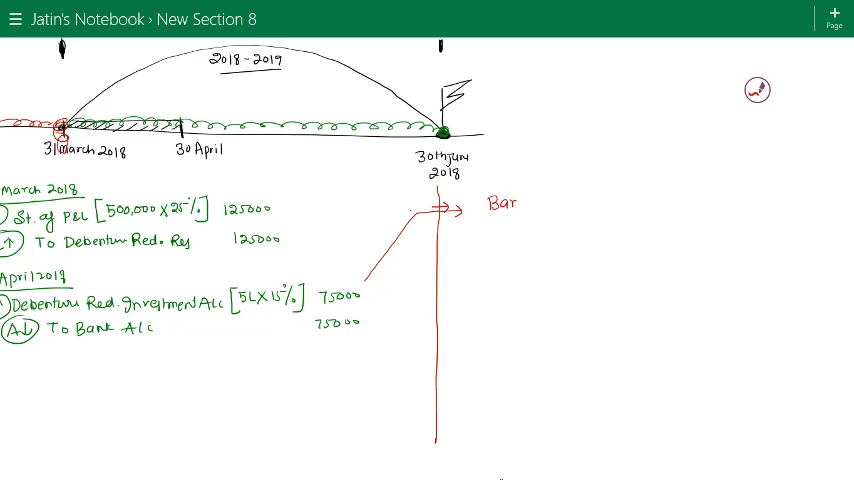 Jatin's Notebook › New Section 8
Page
2018-2019
31 march 2018
30 April
30th June
2018
March 2018
St. of P&L [500,000 X 25%] 125000
To Debenture Red. Res 125000
April 2018
Debenture Red. Investment A/c [5L X 15%] 75000
A↓ To Bank A/c 75000
Ban